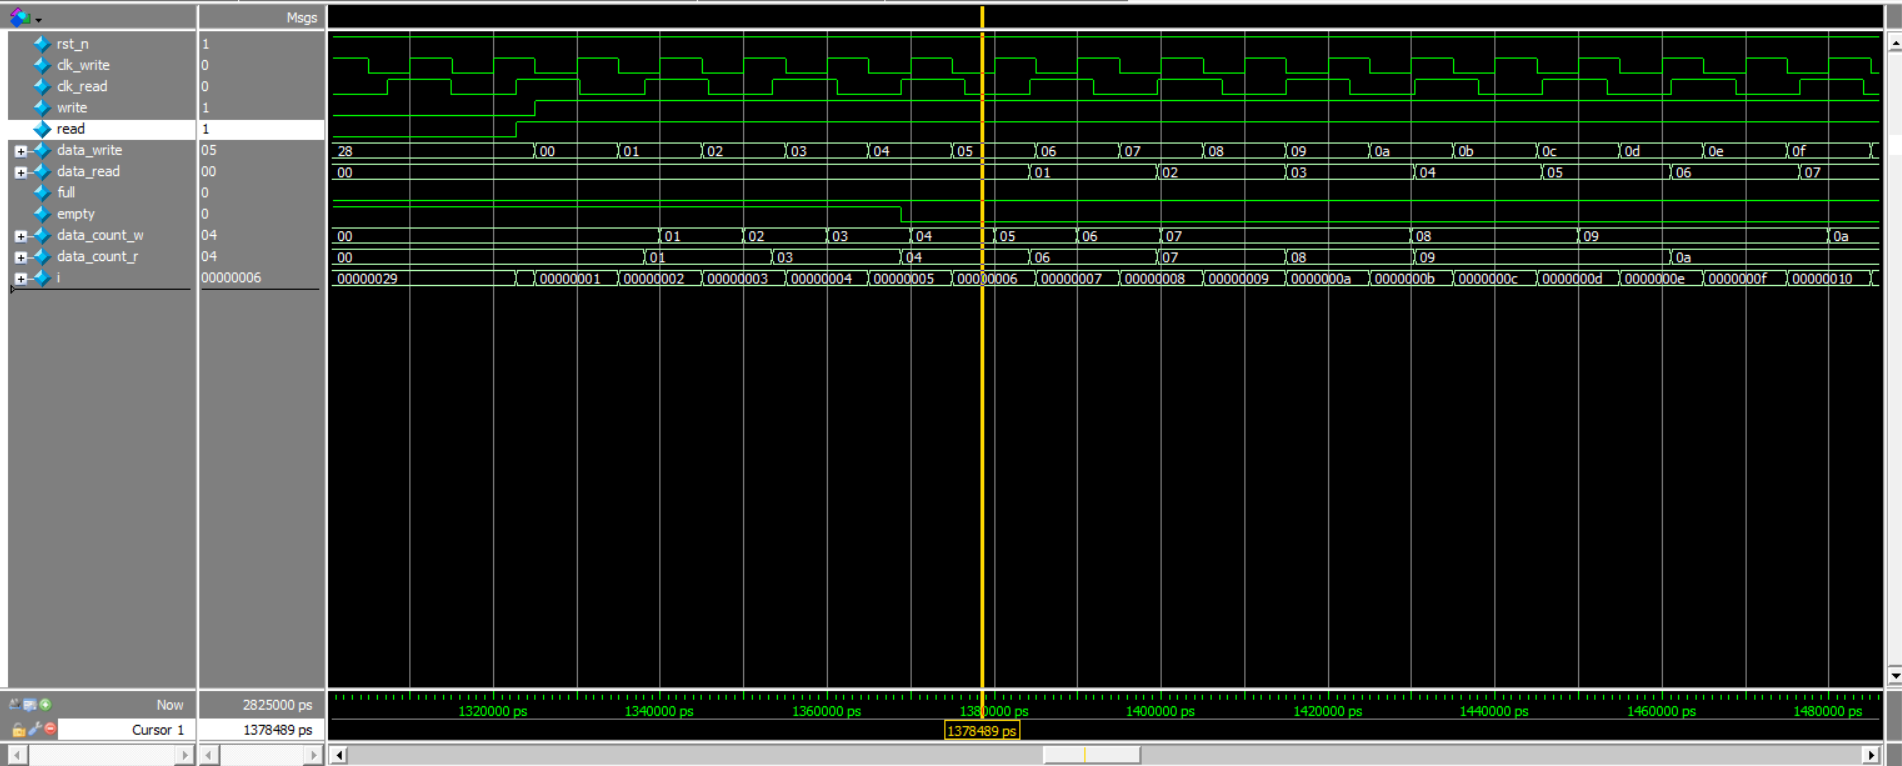 Msgs
rst_n 1
clk_write 0
clk_read 0
write 1
read 1
data_write 05 28 00 01 02 03 04 05 06 07 08 09 0a 0b 0c 0d 0e 0f
data_read 00 00 01 02 03 04 05 06 07
full 0
empty 0
data_count_w 04 00 01 02 03 04 05 06 07 08 09 0a
data_count_r 04 00 01 03 04 06 07 08 09 0a
i 00000006 00000029 00000001 00000002 00000003 00000004 00000005 00000006 00000007 00000008 00000009 0000000a 0000000b 0000000c 0000000d 0000000e 0000000f 00000010
Now 2825000 ps 1320000 ps 1340000 ps 1360000 ps 1380000 ps 1400000 ps 1420000 ps 1440000 ps 1460000 ps 1480000 ps
Cursor 1 1378489 ps 1378489 ps